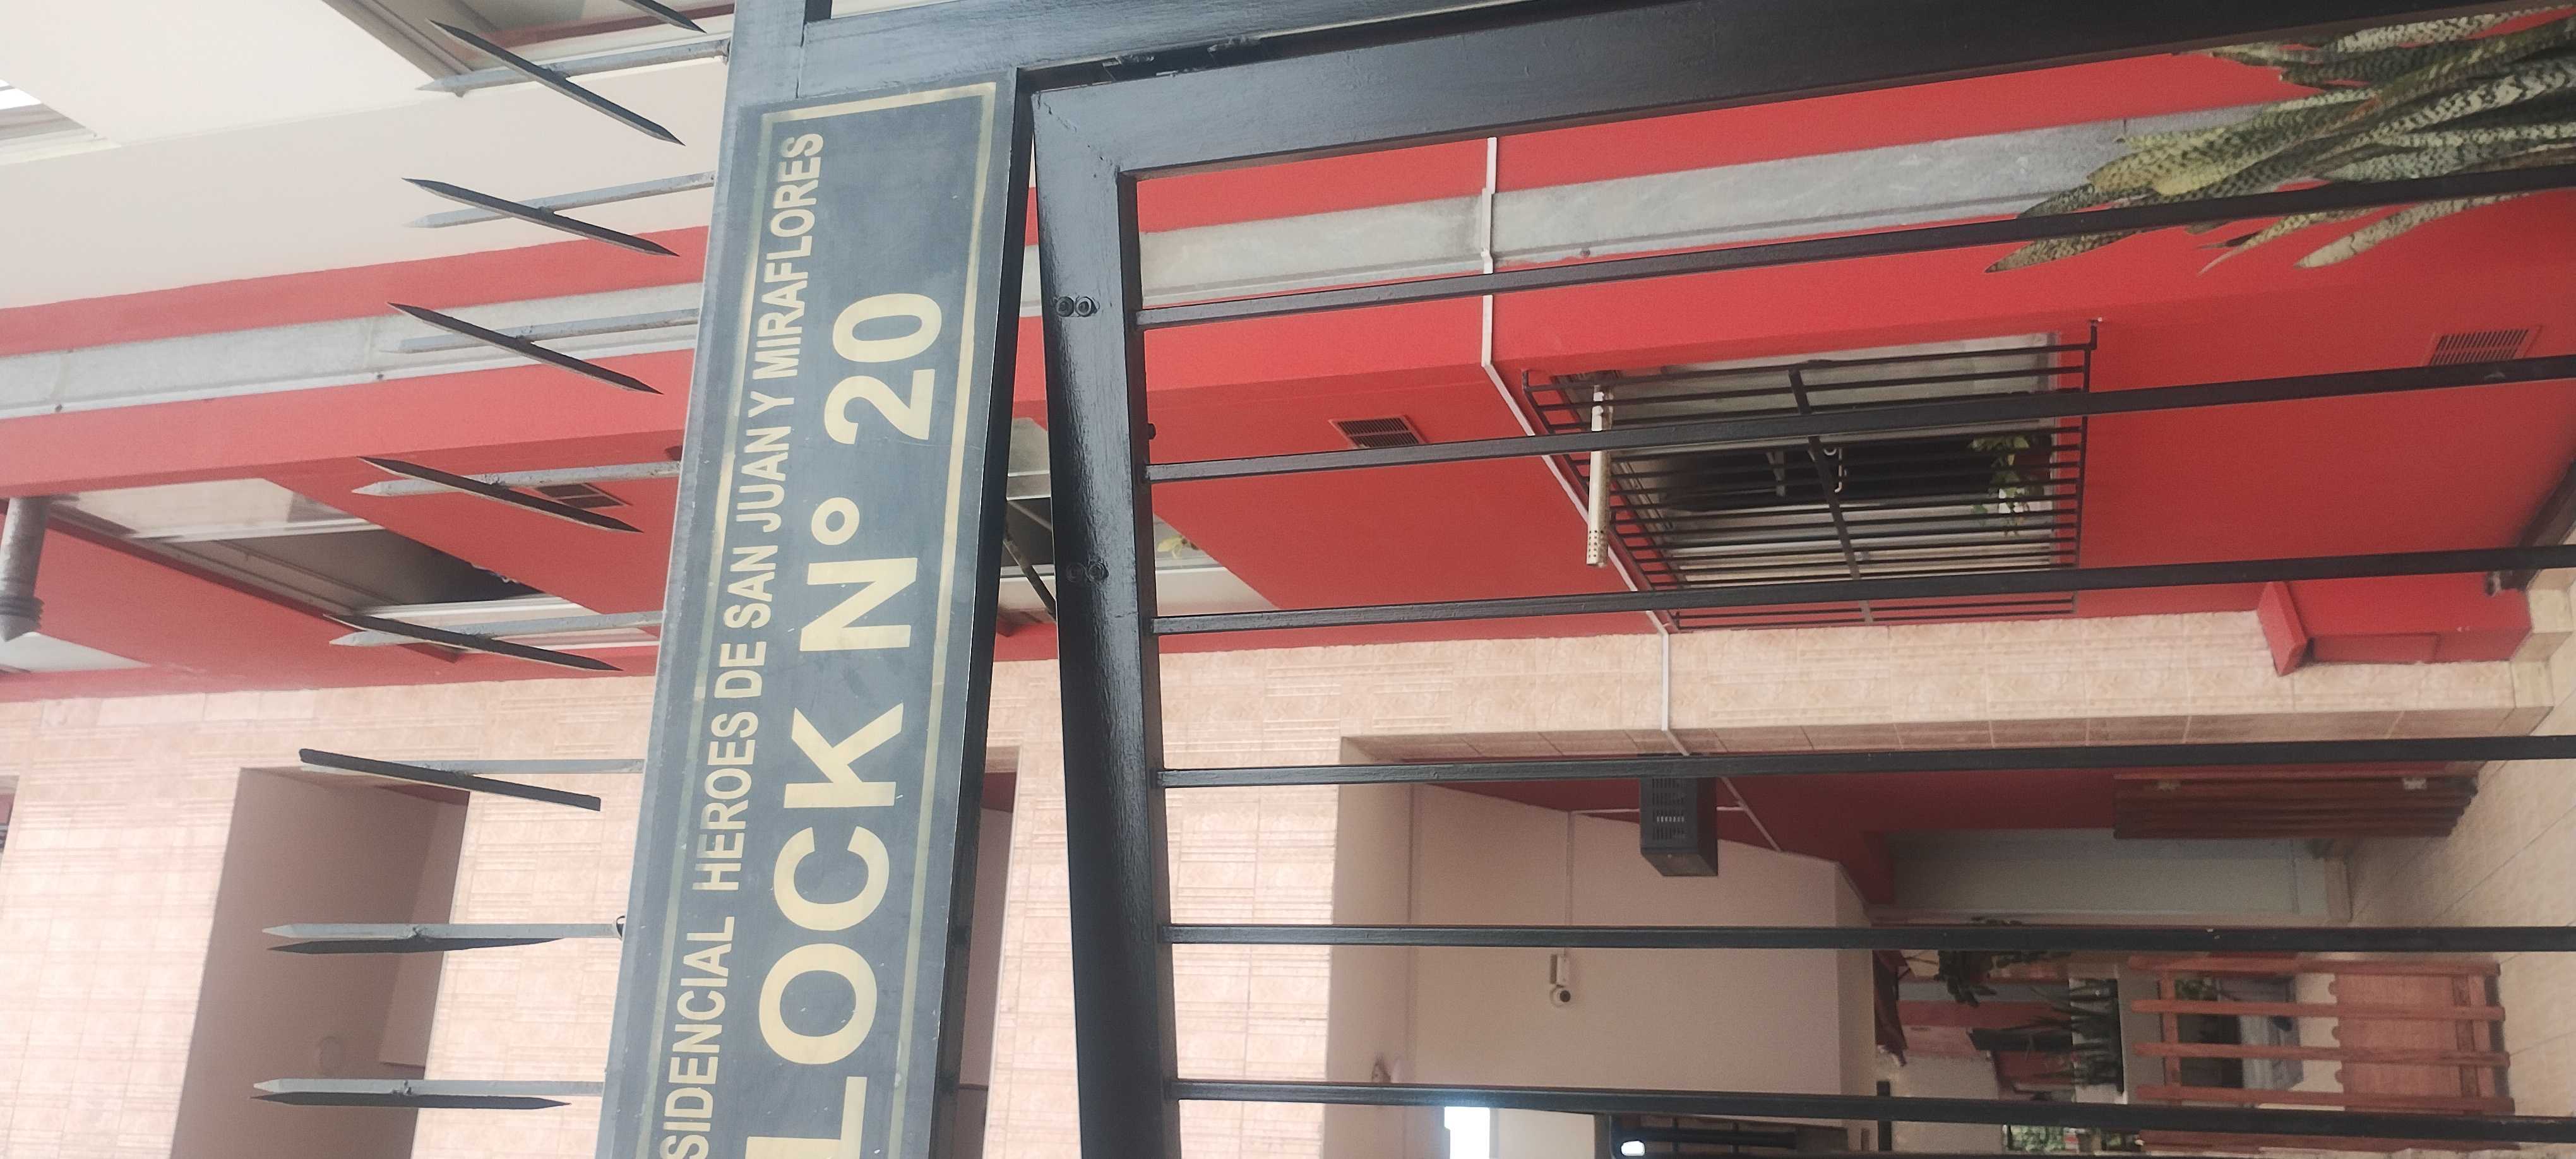 SIDENCIAL HEROES DE SAN JUAN Y MIRAFLORES
LOCK N° 20